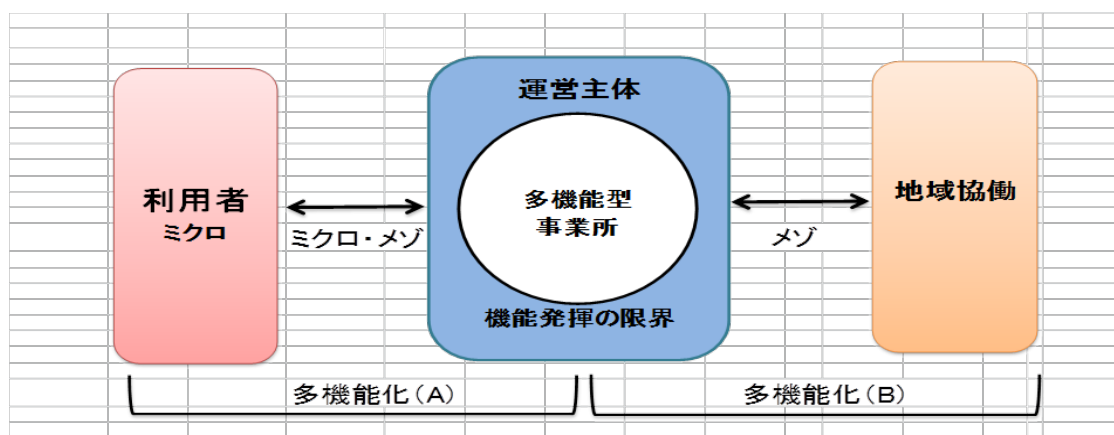 運営主体
利用者
ミクロ
ミクロ・メゾ
多機能型
事業所
メゾ
地域協働
機能発揮の限界
多機能化(A)
多機能化(B)